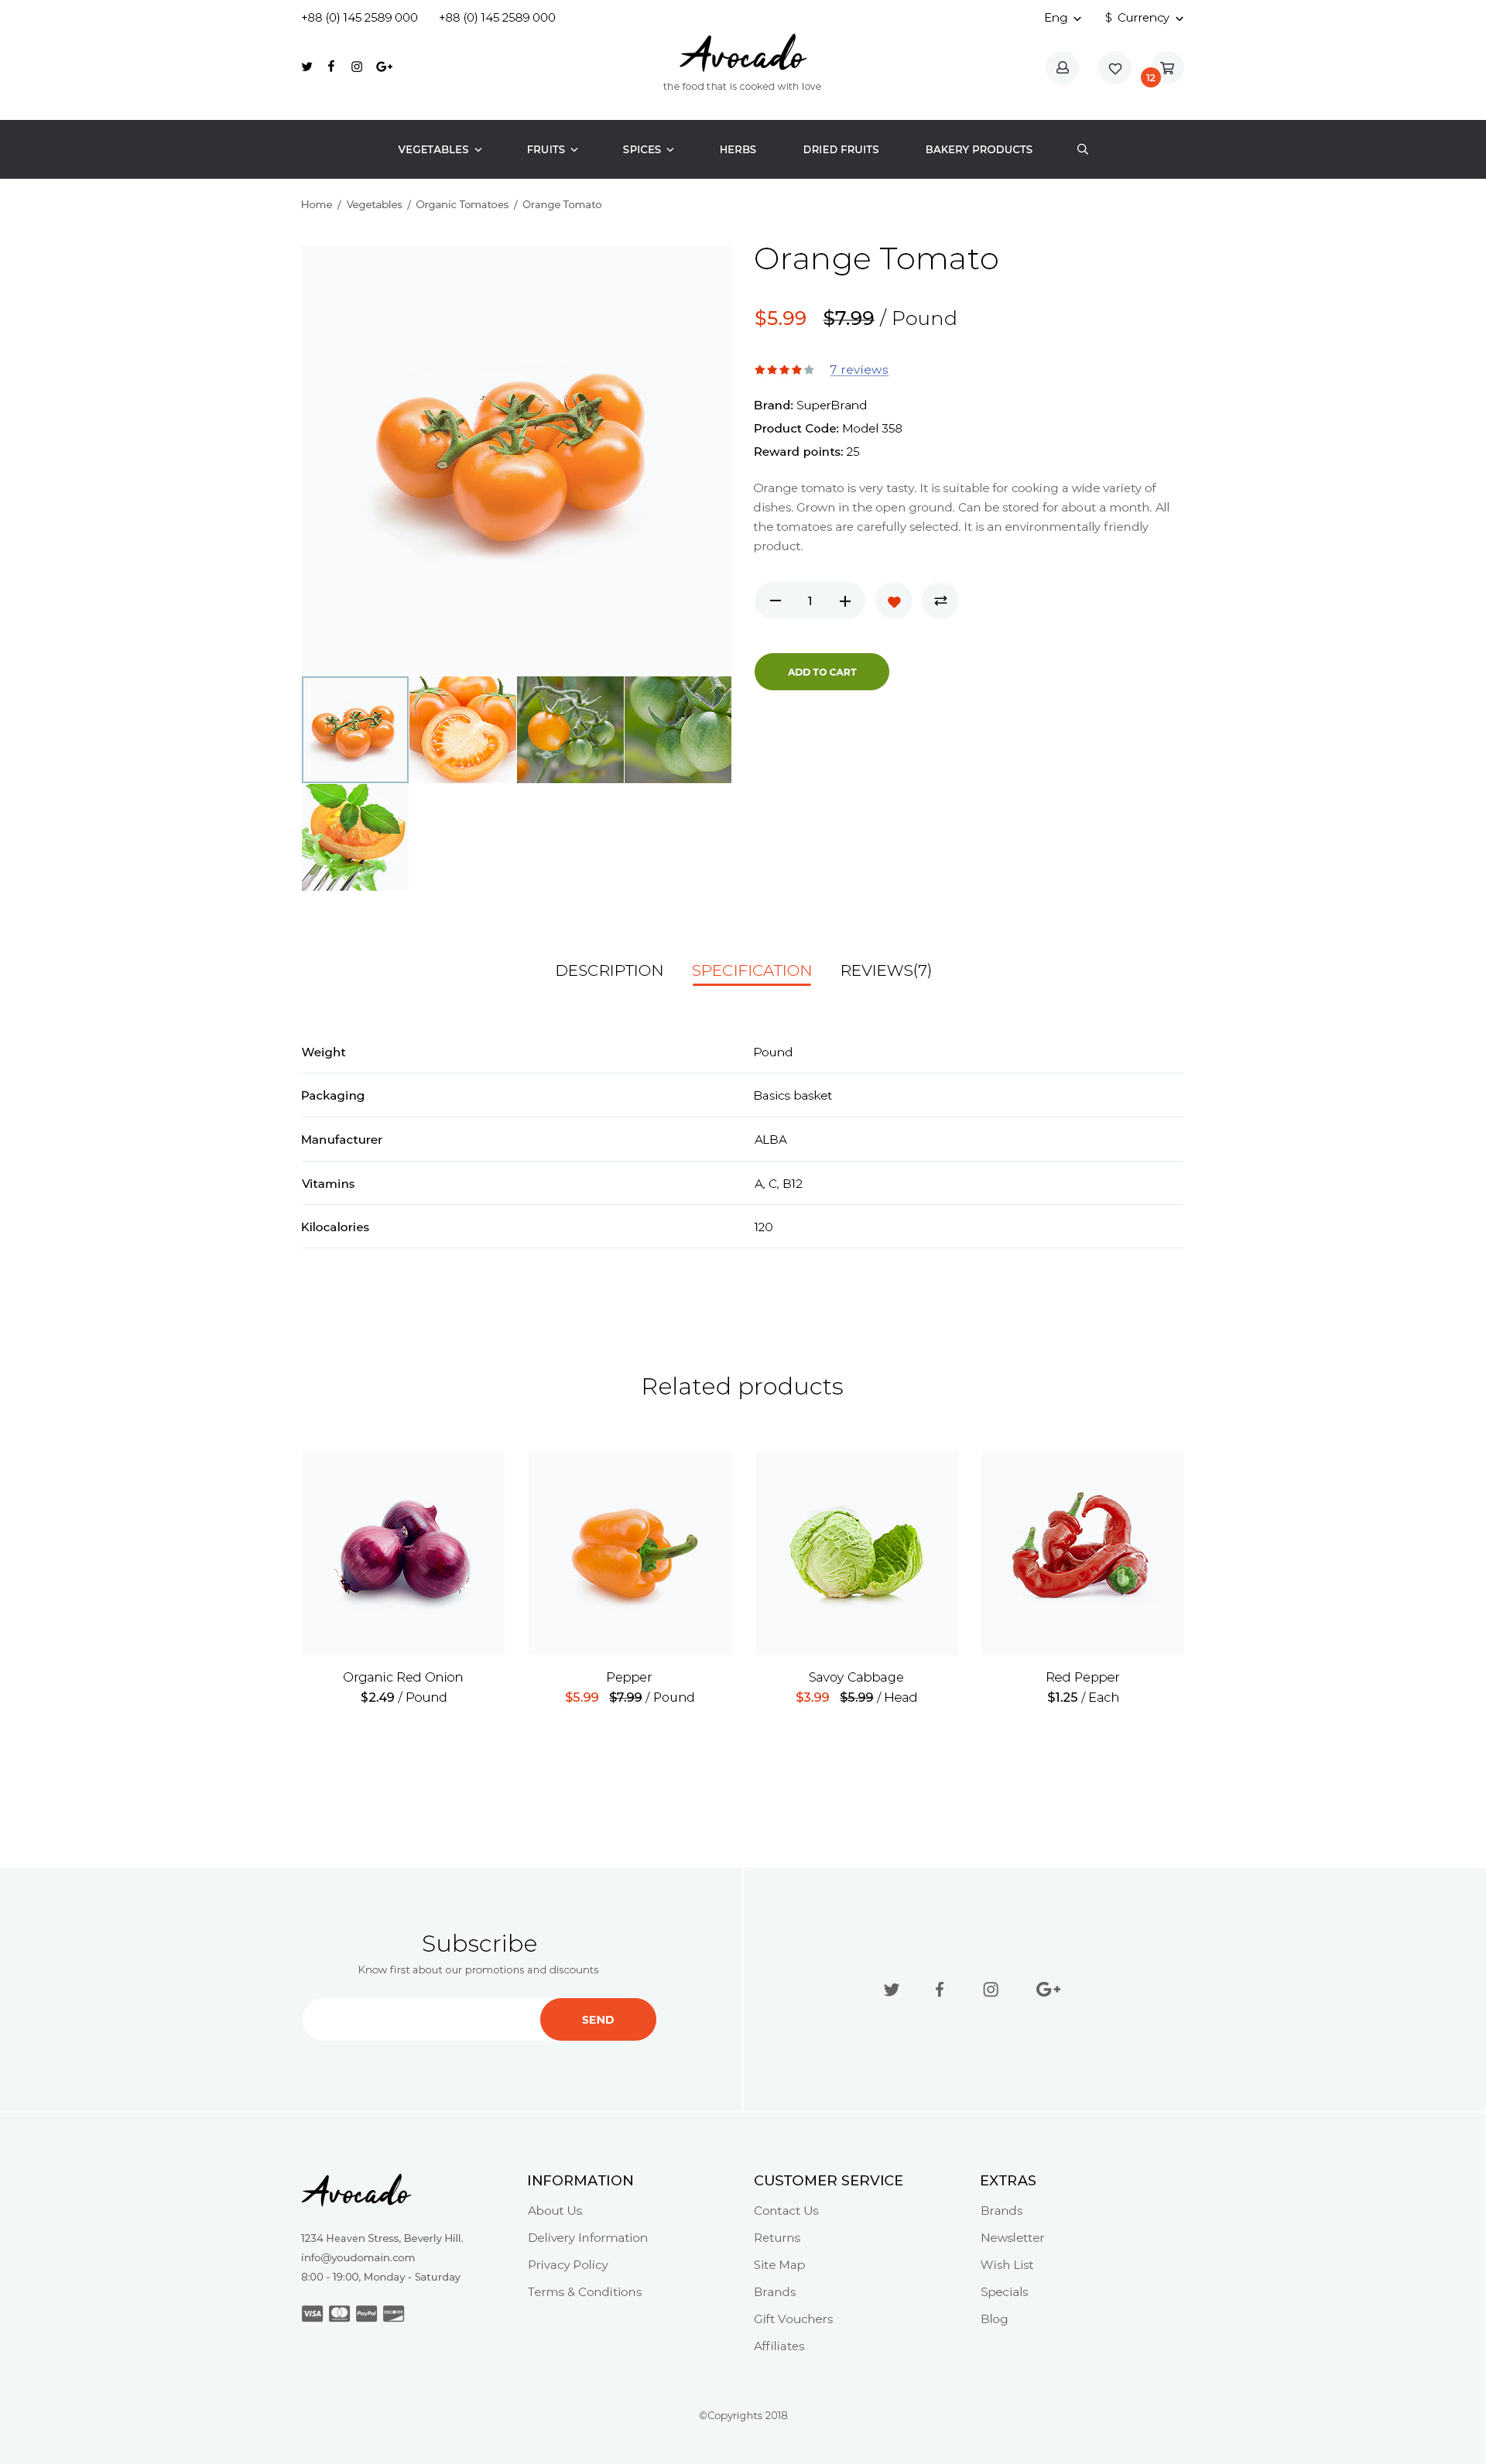 +88 (0) 145 2589 000 +88 (0) 145 2589 000
Eng $ Currency
Avocado
the food that is cooked with love
12
VEGETABLES FRUITS SPICES HERBS DRIED FRUITS BAKERY PRODUCTS
Home / Vegetables / Organic Tomatoes / Orange Tomato
Orange Tomato
$5.99 $7.99 / Pound
7 reviews
Brand: SuperBrand
Product Code: Model 358
Reward points: 25
Orange tomato is very tasty. It is suitable for cooking a wide variety of
dishes. Grown in the open ground. Can be stored for about a month. All
the tomatoes are carefully selected. It is an environmentally friendly
product.
1
ADD TO CART
DESCRIPTION SPECIFICATION REVIEWS(7)
Weight Pound
Packaging Basics basket
Manufacturer ALBA
Vitamins A, C, B12
Kilocalories 120
Related products
Organic Red Onion
$2.49 / Pound
Pepper
$5.99 $7.99 / Pound
Savoy Cabbage
$3.99 $5.99 / Head
Red Pepper
$1.25 / Each
Subscribe
Know first about our promotions and discounts
SEND
Avocado
1234 Heaven Stress, Beverly Hill.
info@youdomain.com
8:00 - 19:00, Monday - Saturday
VISA MasterCard PayPal DISCOVER
INFORMATION
About Us
Delivery Information
Privacy Policy
Terms & Conditions
CUSTOMER SERVICE
Contact Us
Returns
Site Map
Brands
Gift Vouchers
Affiliates
EXTRAS
Brands
Newsletter
Wish List
Specials
Blog
©Copyrights 2018